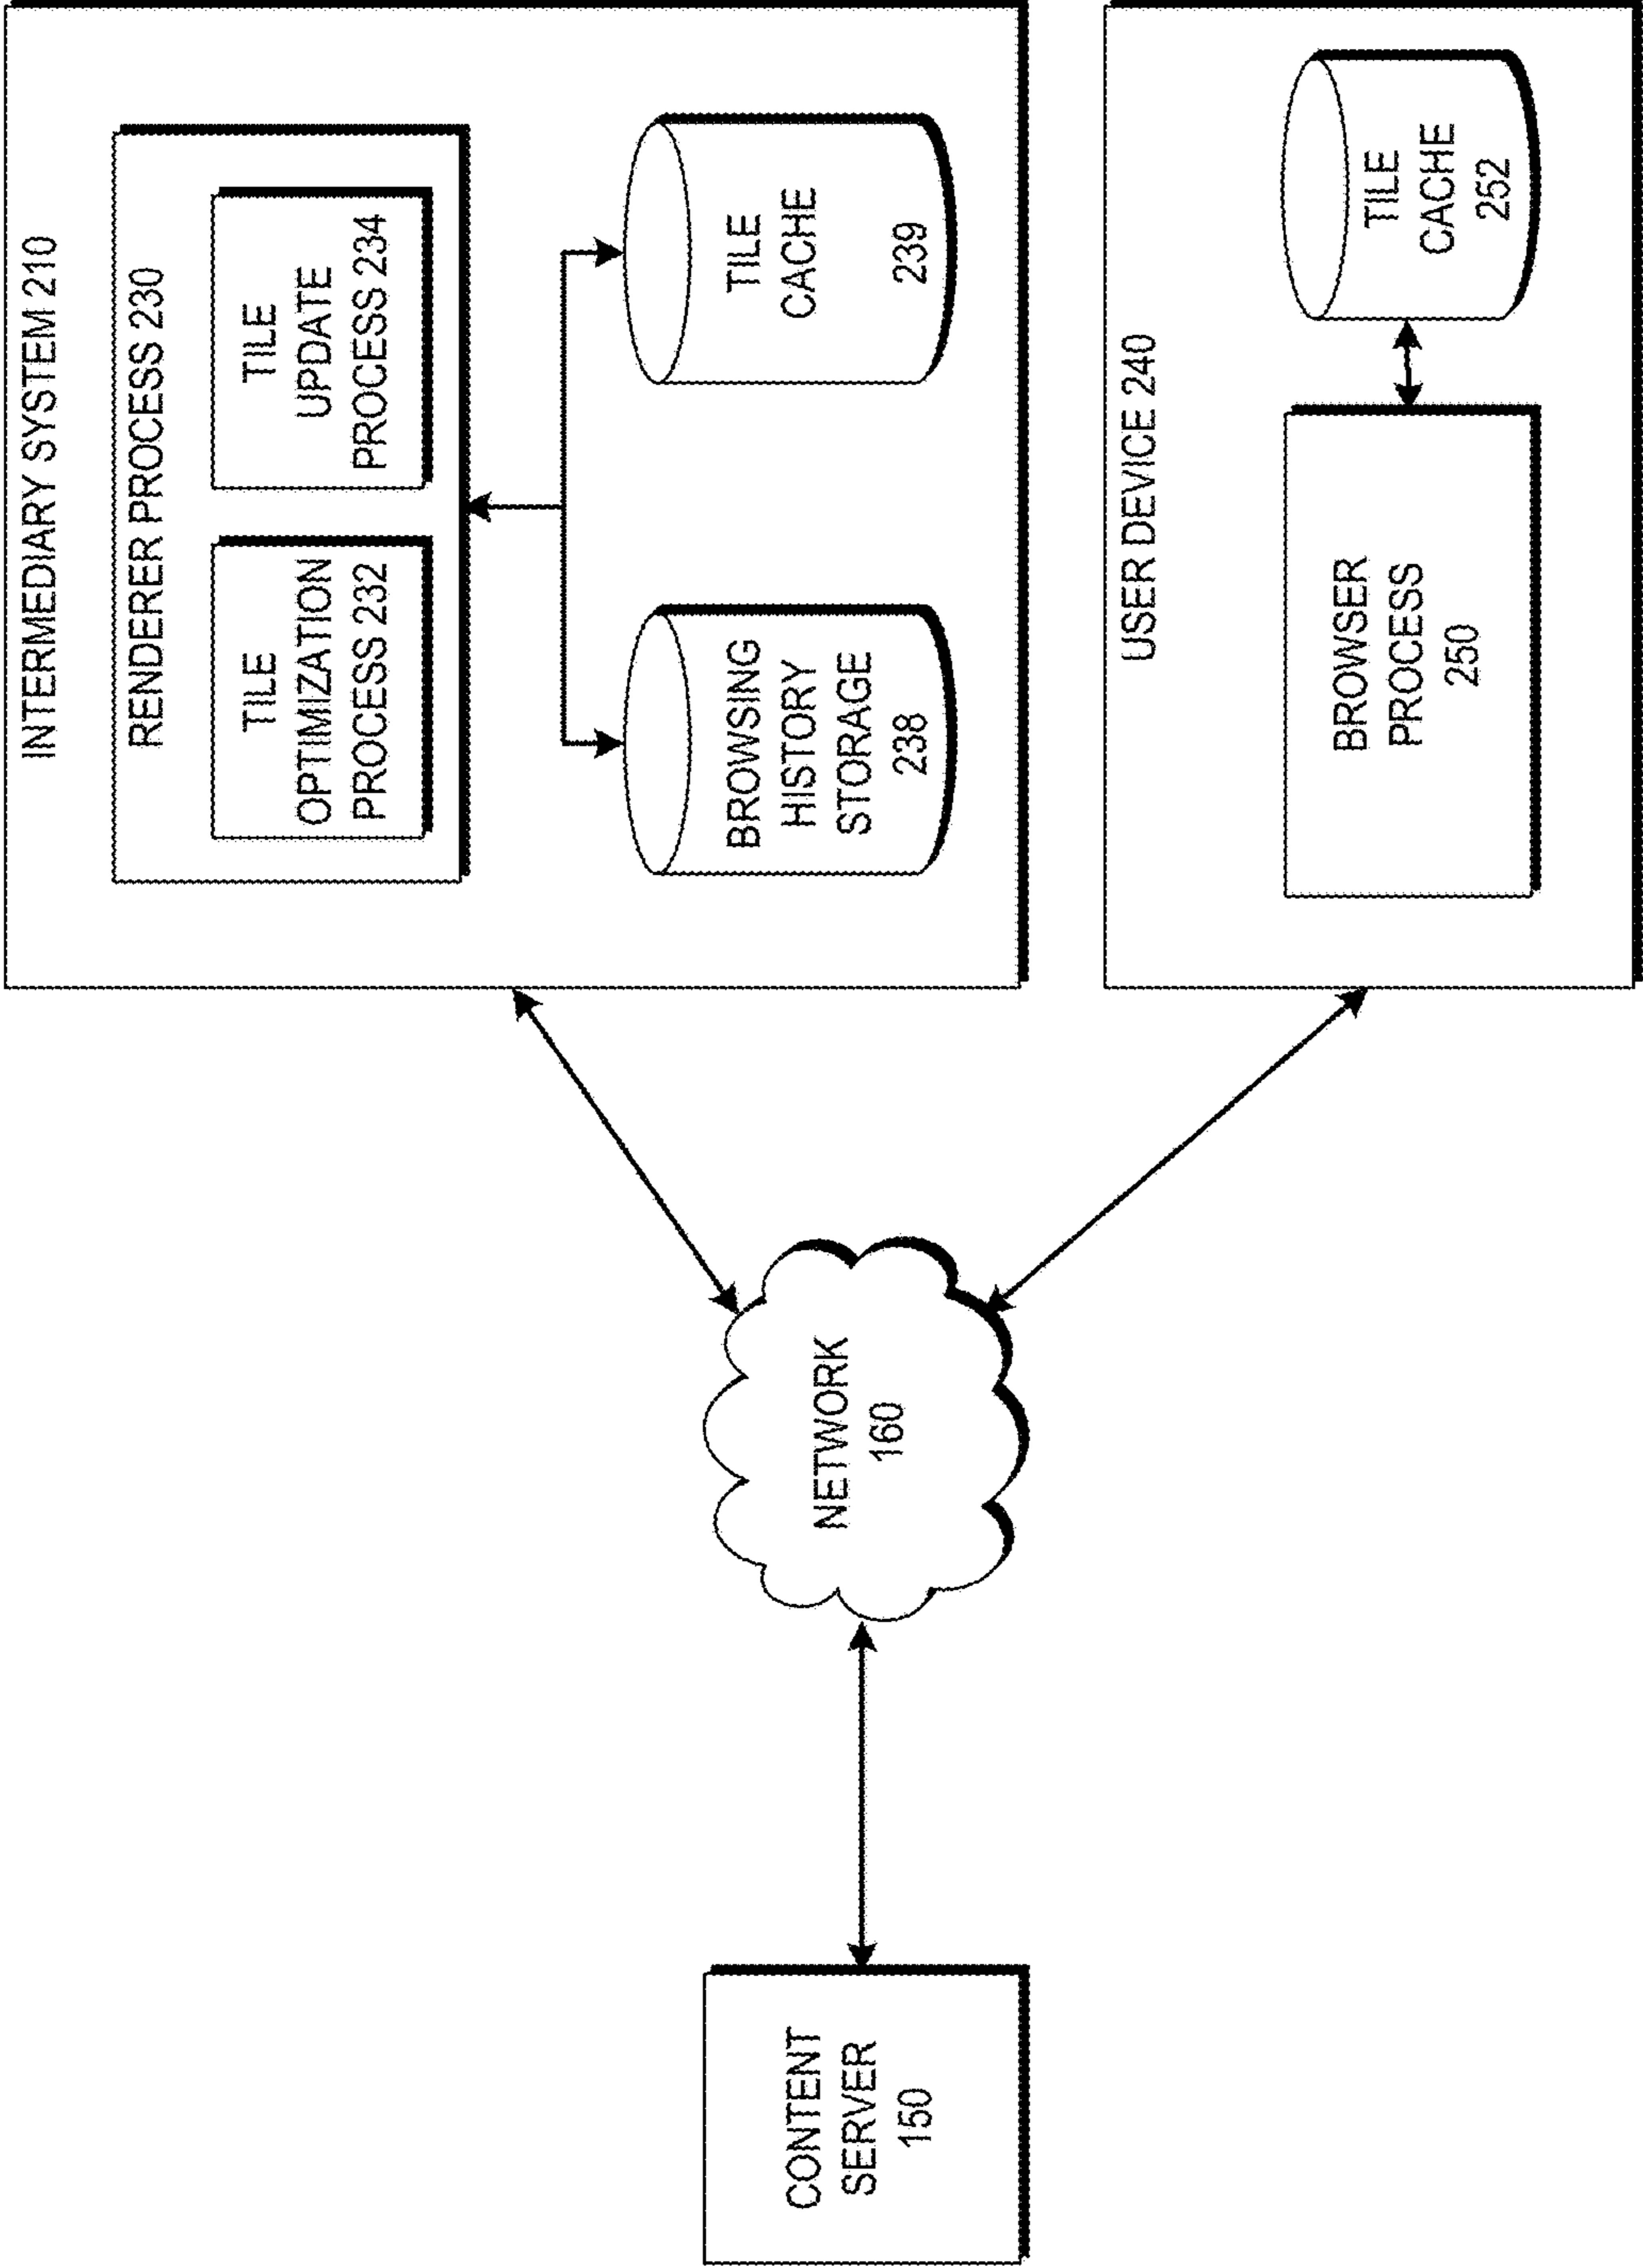 INTERMEDIARY SYSTEM 210
RENDERER PROCESS 230
TILE
OPTIMIZATION
PROCESS 232
TILE
UPDATE
PROCESS 234
BROWSING
HISTORY
STORAGE
238
TILE
CACHE
239
CONTENT
SERVER
150
NETWORK
160
USER DEVICE 240
BROWSER
PROCESS
250
TILE
CACHE
252